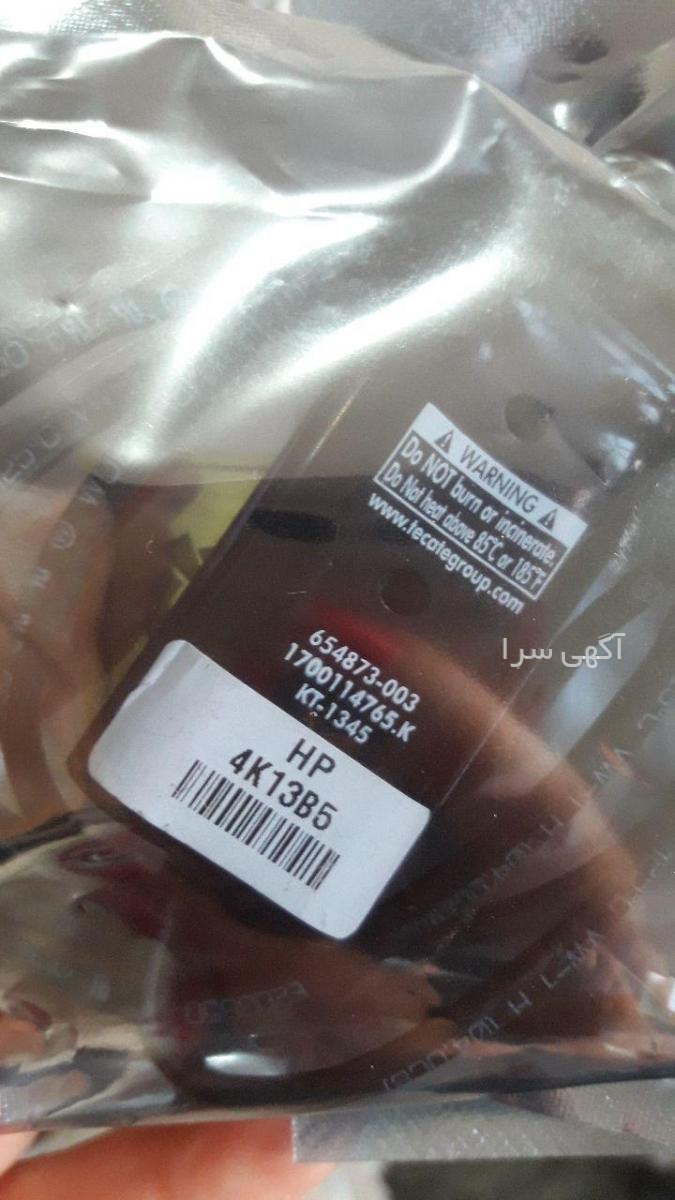 ⚠ WARNING ⚠
Do NOT burn or incinerate.
Do Not heat above 85°C or 185°F
www.tecategroup.com
آگهی سرا
654873-003
1700114765.K
KT-1345
HP
4K13B5